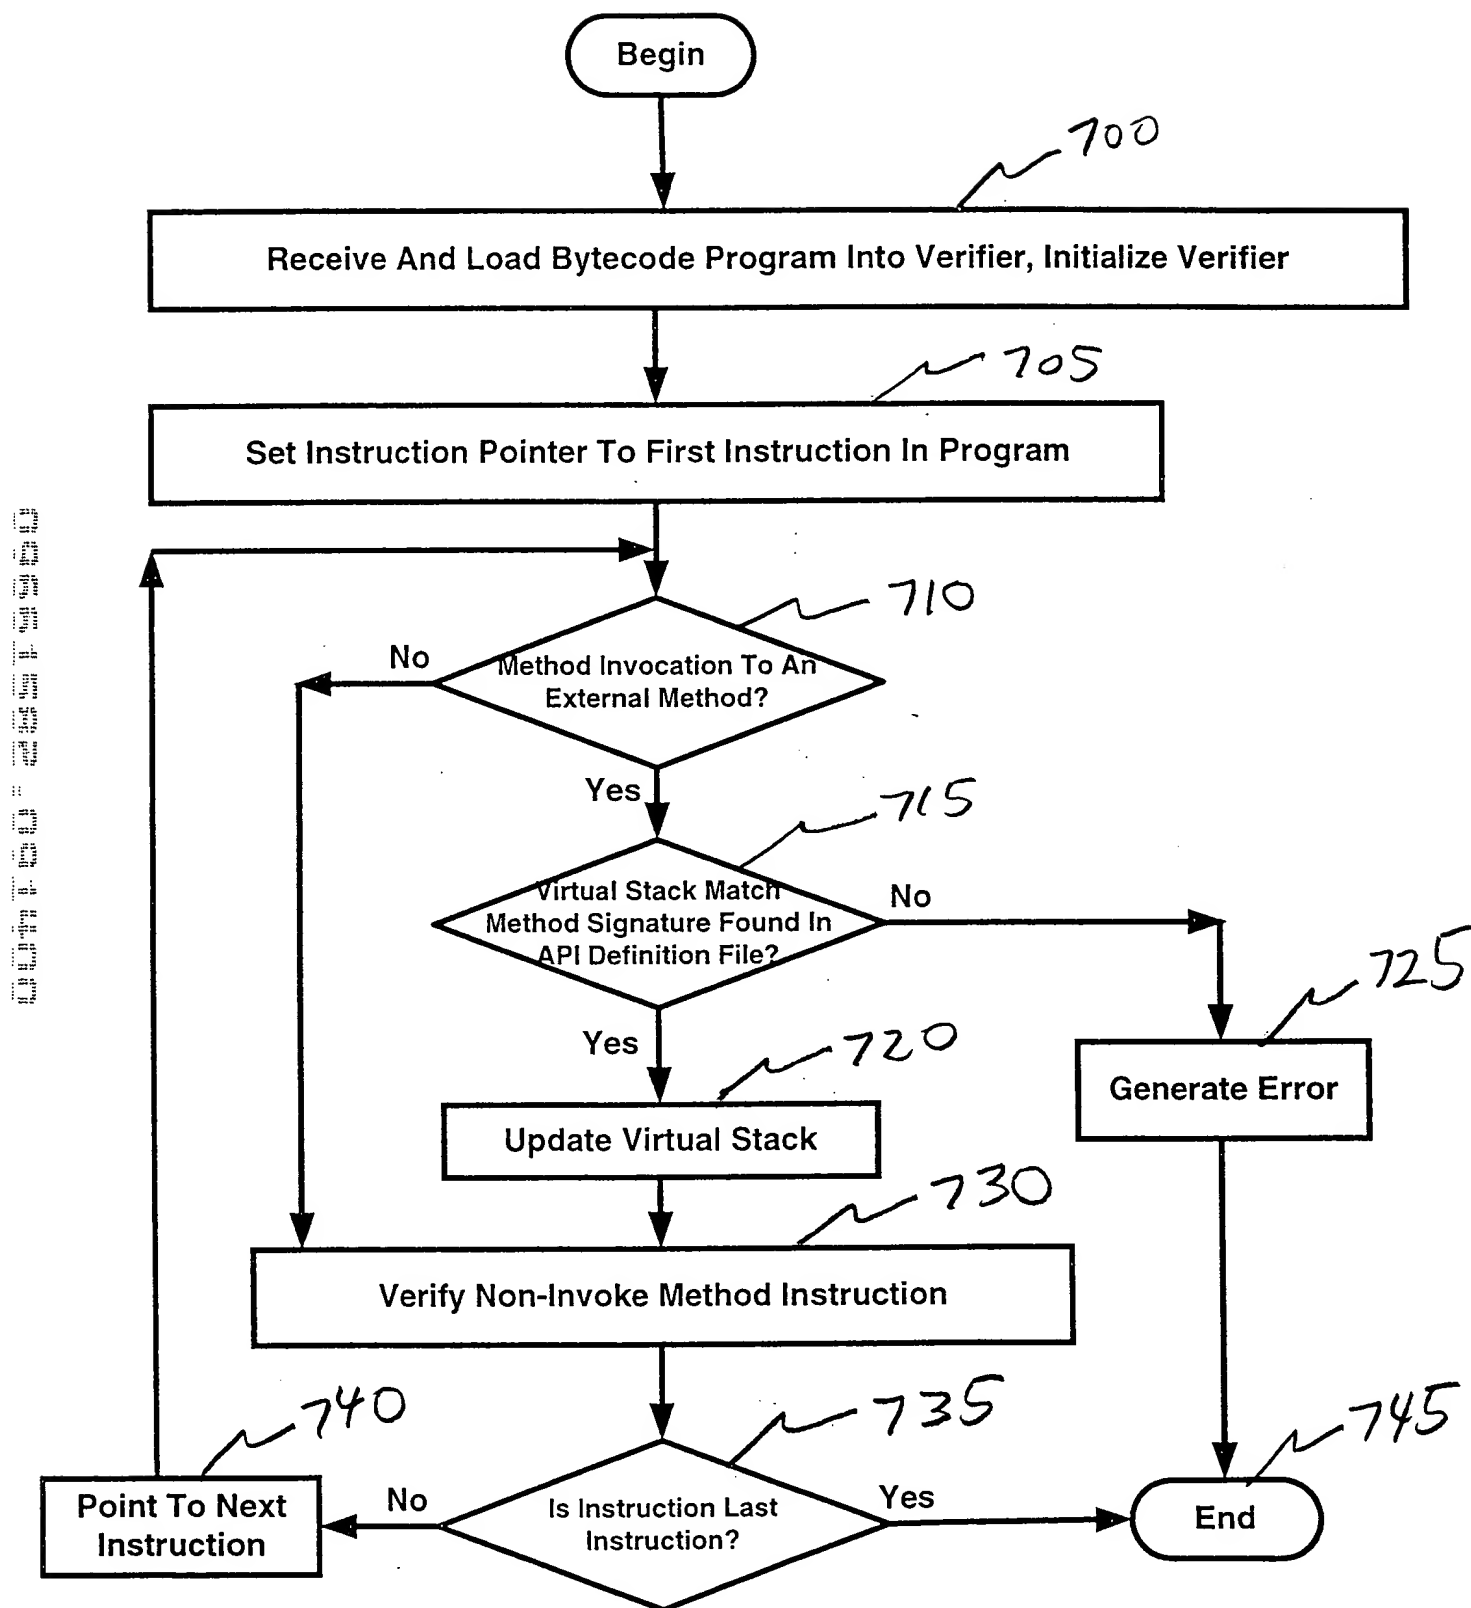 Begin
700
Receive And Load Bytecode Program Into Verifier, Initialize Verifier
705
Set Instruction Pointer To First Instruction In Program
710
No
Method Invocation To An
External Method?
Yes
715
Virtual Stack Match
Method Signature Found In
API Definition File?
No
725
Yes
720
Generate Error
Update Virtual Stack
730
Verify Non-Invoke Method Instruction
740
735
745
Point To Next
Instruction
No
Is Instruction Last
Instruction?
Yes
End